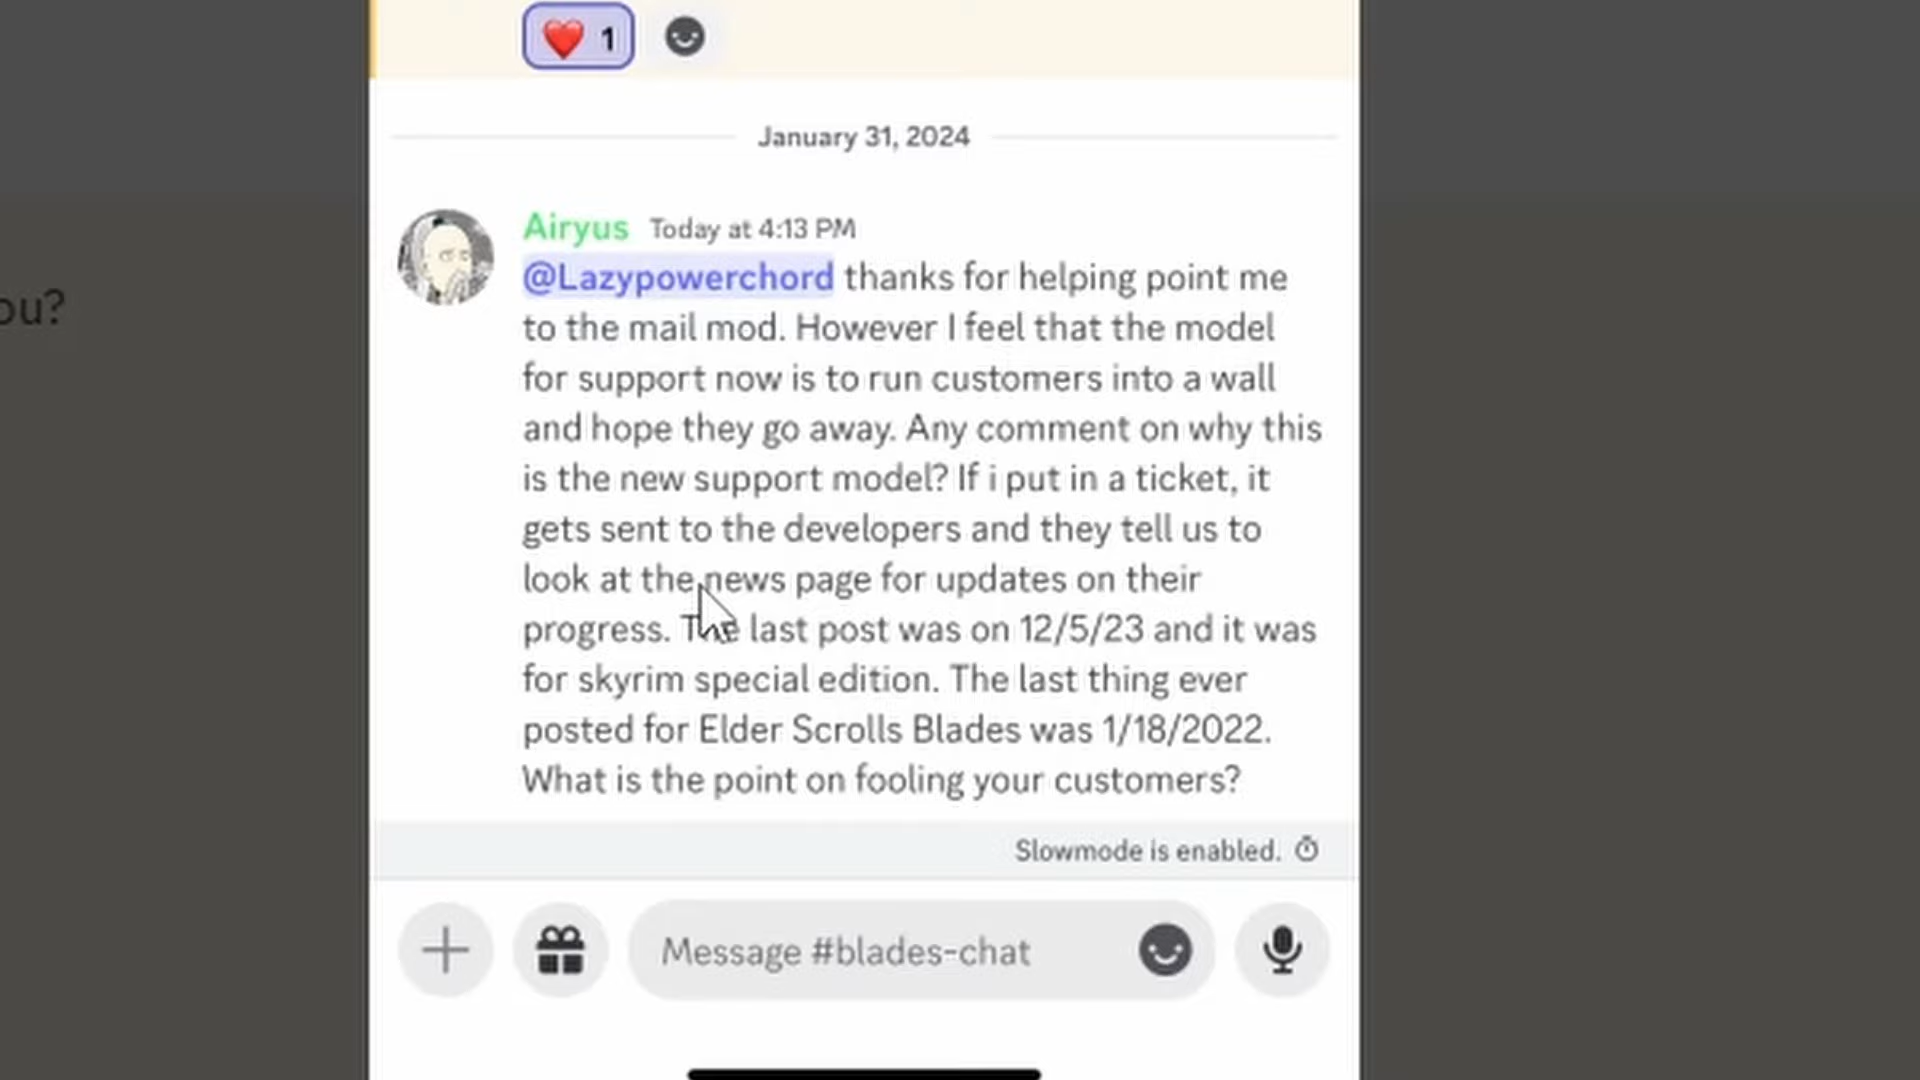 1
January 31, 2024
Airyus Today at 4:13 PM
@Lazypowerchord thanks for helping point me
to the mail mod. However I feel that the model
for support now is to run customers into a wall
and hope they go away. Any comment on why this
is the new support model? If i put in a ticket, it
gets sent to the developers and they tell us to
look at the news page for updates on their
progress. The last post was on 12/5/23 and it was
for skyrim special edition. The last thing ever
posted for Elder Scrolls Blades was 1/18/2022.
What is the point on fooling your customers?
ou?
Slowmode is enabled.
Message #blades-chat